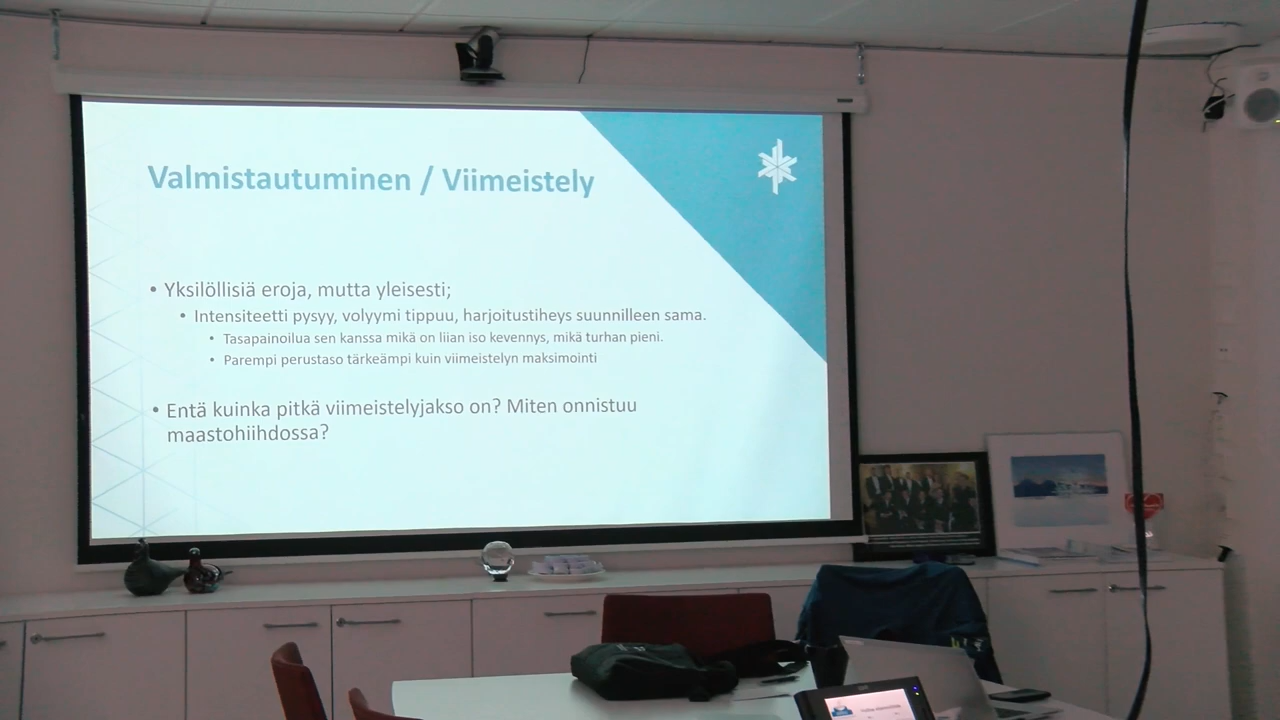 Valmistautuminen / Viimeistely
• Yksilöllisiä eroja, mutta yleisesti;
• Intensiteetti pysyy, volyymi tippuu, harjoitustiheys suunnilleen sama.
• Tasapainoilua sen kanssa mikä on liian iso kevennys, mikä turhan pieni.
• Parempi perustaso tärkeämpi kuin viimeistelyn maksimointi
• Entä kuinka pitkä viimeistelyjakso on? Miten onnistuu
maastohiihdossa?